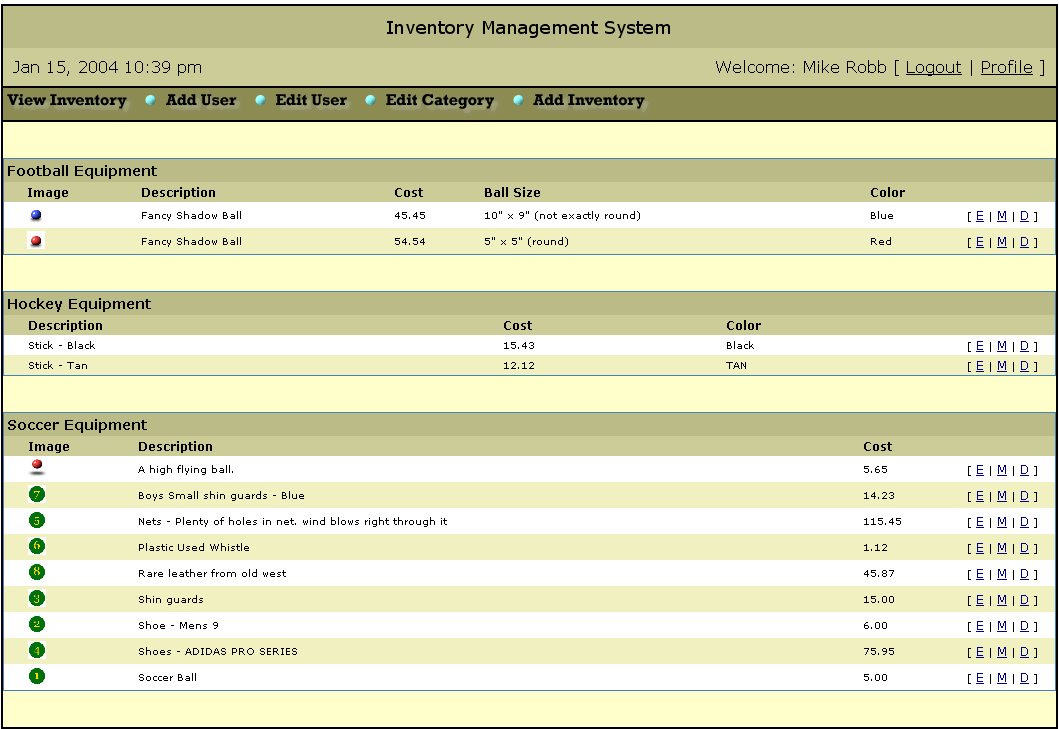 Inventory Management System
Jan 15, 2004 10:39 pm Welcome: Mike Robb [ Logout | Profile ]
View Inventory Add User Edit User Edit Category Add Inventory
Football Equipment
Image Description Cost Ball Size Color
Fancy Shadow Ball 45.45 10" x 9" (not exactly round) Blue [ E | M | D ]
Fancy Shadow Ball 54.54 5" x 5" (round) Red [ E | M | D ]
Hockey Equipment
Description Cost Color
Stick - Black 15.43 Black [ E | M | D ]
Stick - Tan 12.12 TAN [ E | M | D ]
Soccer Equipment
Image Description Cost
A high flying ball. 5.65 [ E | M | D ]
7 Boys Small shin guards - Blue 14.23 [ E | M | D ]
5 Nets - Plenty of holes in net. wind blows right through it 115.45 [ E | M | D ]
6 Plastic Used Whistle 1.12 [ E | M | D ]
8 Rare leather from old west 45.87 [ E | M | D ]
3 Shin guards 15.00 [ E | M | D ]
2 Shoe - Mens 9 6.00 [ E | M | D ]
4 Shoes - ADIDAS PRO SERIES 75.95 [ E | M | D ]
1 Soccer Ball 5.00 [ E | M | D ]